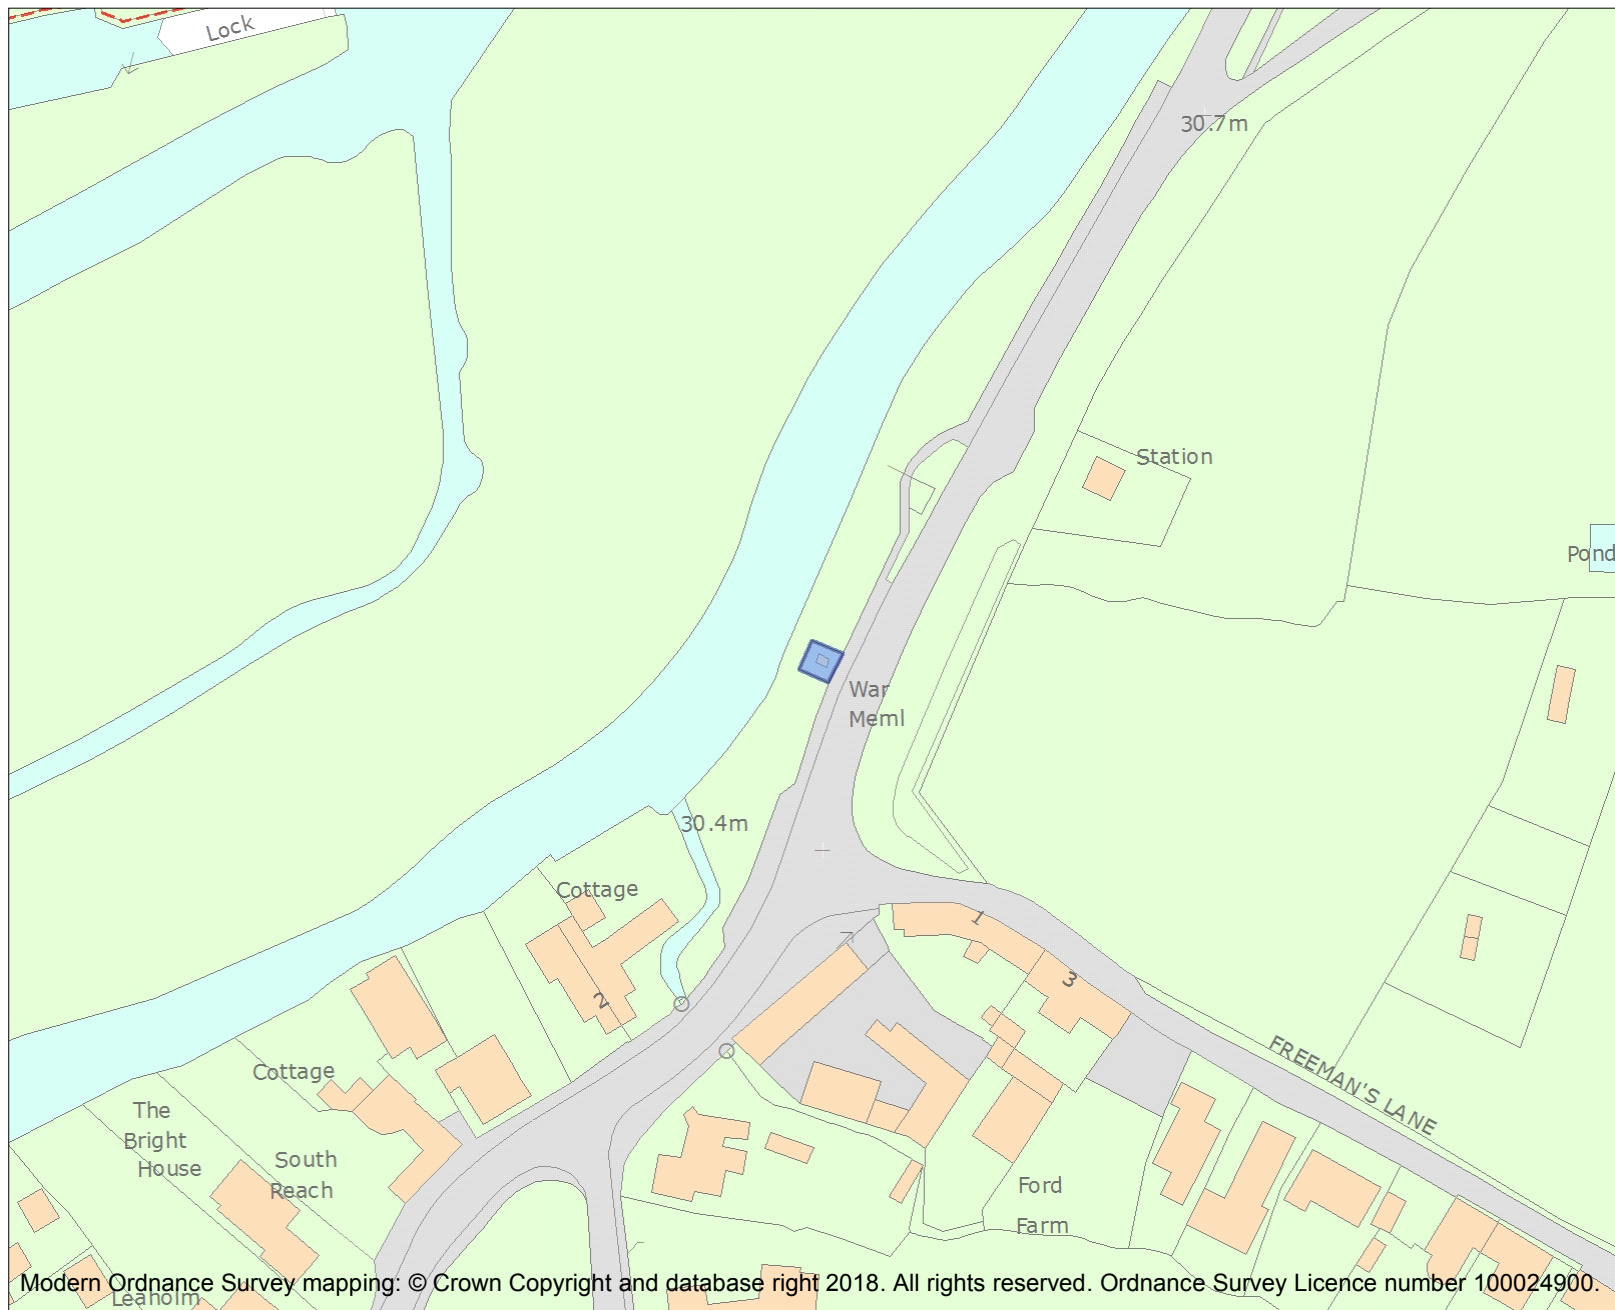 Lock
30.7m
Station
Pond
War
Meml
30.4m
Cottage
1
2
3
FREEMAN'S LANE
Cottage
The
Bright
House
South
Reach
Ford
Farm
Leaholm
Modern Ordnance Survey mapping: © Crown Copyright and database right 2018. All rights reserved. Ordnance Survey Licence number 100024900.